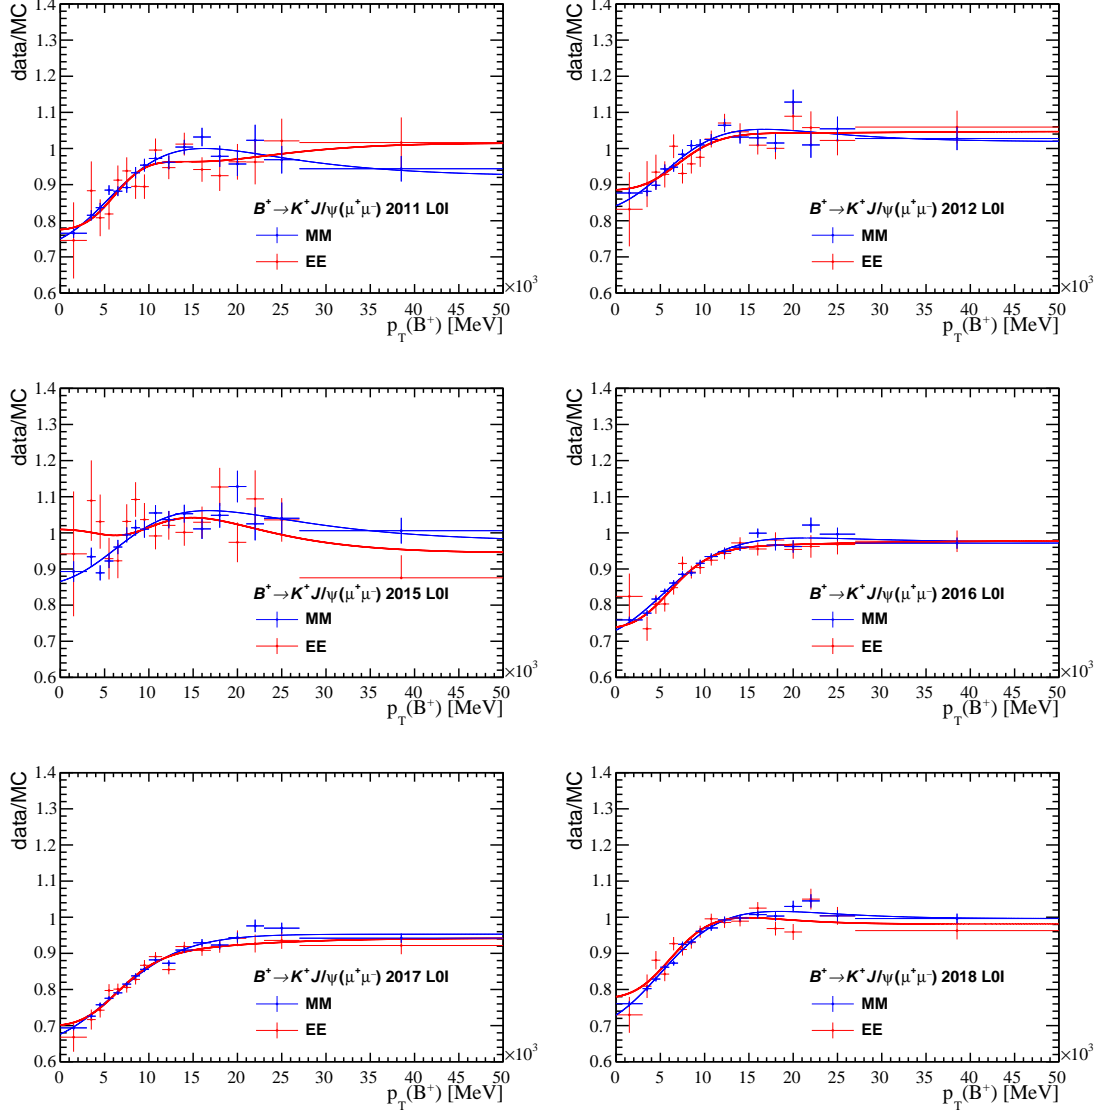 data/MC
1.4
1.3
1.2
1.1
1
0.9
0.8
0.7
0.6
B⁺→K⁺J/ψ(μ⁺μ⁻) 2011 L0I
MM
EE
×10³
0 5 10 15 20 25 30 35 40 45 50
p_T(B⁺) [MeV]
data/MC
1.4
1.3
1.2
1.1
1
0.9
0.8
0.7
0.6
B⁺→K⁺J/ψ(μ⁺μ⁻) 2012 L0I
MM
EE
×10³
0 5 10 15 20 25 30 35 40 45 50
p_T(B⁺) [MeV]
data/MC
1.4
1.3
1.2
1.1
1
0.9
0.8
0.7
0.6
B⁺→K⁺J/ψ(μ⁺μ⁻) 2015 L0I
MM
EE
×10³
0 5 10 15 20 25 30 35 40 45 50
p_T(B⁺) [MeV]
data/MC
1.4
1.3
1.2
1.1
1
0.9
0.8
0.7
0.6
B⁺→K⁺J/ψ(μ⁺μ⁻) 2016 L0I
MM
EE
×10³
0 5 10 15 20 25 30 35 40 45 50
p_T(B⁺) [MeV]
data/MC
1.4
1.3
1.2
1.1
1
0.9
0.8
0.7
0.6
B⁺→K⁺J/ψ(μ⁺μ⁻) 2017 L0I
MM
EE
×10³
0 5 10 15 20 25 30 35 40 45 50
p_T(B⁺) [MeV]
data/MC
1.4
1.3
1.2
1.1
1
0.9
0.8
0.7
0.6
B⁺→K⁺J/ψ(μ⁺μ⁻) 2018 L0I
MM
EE
×10³
0 5 10 15 20 25 30 35 40 45 50
p_T(B⁺) [MeV]